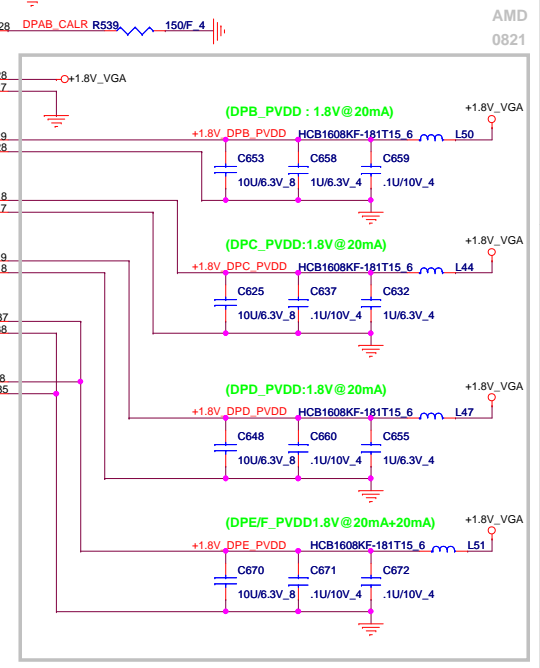 AMD
0821
28 DPAB_CALR R539 150/F_4
28 +1.8V_VGA
7
(DPB_PVDD : 1.8V@20mA)
+1.8V_VGA
9 +1.8V_DPB_PVDD HCB1608KF-181T15_6 L50
28
C653 C658 C659
10U/6.3V_8 1U/6.3V_4 .1U/10V_4
8
7
(DPC_PVDD:1.8V@20mA)
+1.8V_VGA
9 +1.8V_DPC_PVDD HCB1608KF-181T15_6 L44
8
C625 C637 C632
10U/6.3V_8 .1U/10V_4 1U/6.3V_4
37
38
8
35
(DPD_PVDD:1.8V@20mA)
+1.8V_VGA
+1.8V_DPD_PVDD HCB1608KF-181T15_6 L47
C648 C660 C655
10U/6.3V_8 .1U/10V_4 1U/6.3V_4
(DPE/F_PVDD1.8V@20mA+20mA)
+1.8V_VGA
+1.8V_DPE_PVDD HCB1608KF-181T15_6 L51
C670 C671 C672
10U/6.3V_8 .1U/10V_4 .1U/10V_4